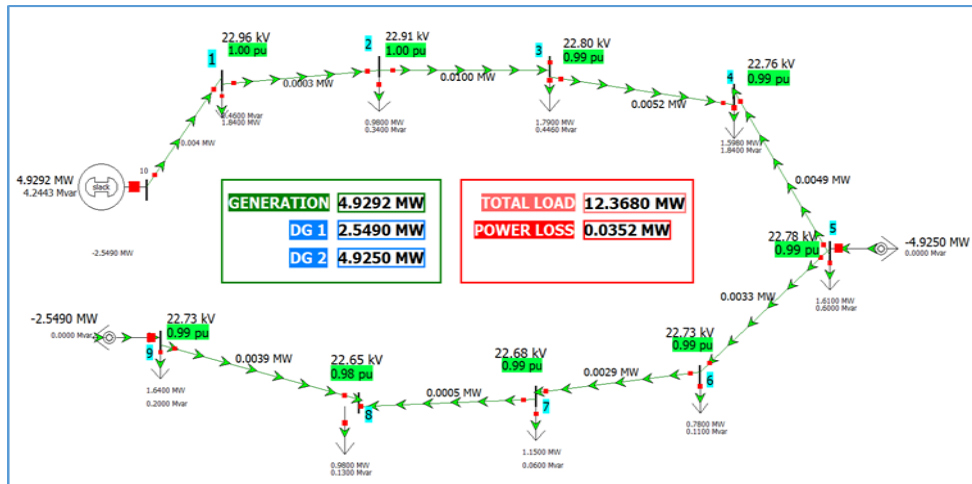 1
22.96 kV
1.00 pu
2
22.91 kV
1.00 pu
3
22.80 kV
0.99 pu
4
22.76 kV
0.99 pu
0.0003 MW
0.0100 MW
0.0052 MW
.4600 Mvar
1.8400 MW
0.9800 MW
0.3400 Mvar
1.7900 MW
0.4460 Mvar
1.5980 MW
1.8400 Mvar
0.004 MW
10
slack
4.9292 MW
4.2443 Mvar
-2.5490 MW
GENERATION 4.9292 MW
DG 1 2.5490 MW
DG 2 4.9250 MW
TOTAL LOAD 12.3680 MW
POWER LOSS 0.0352 MW
0.0049 MW
5
22.78 kV
0.99 pu
-4.9250 MW
0.0000 Mvar
1.6100 MW
0.6000 Mvar
0.0033 MW
-2.5490 MW
0.0000 Mvar
22.73 kV
0.99 pu
9
0.0039 MW
22.65 kV
0.98 pu
8
0.0005 MW
22.68 kV
0.99 pu
7
0.0029 MW
22.73 kV
0.99 pu
6
1.6400 MW
0.2000 Mvar
0.9800 MW
0.1300 Mvar
1.1500 MW
0.0600 Mvar
0.7800 MW
0.1100 Mvar